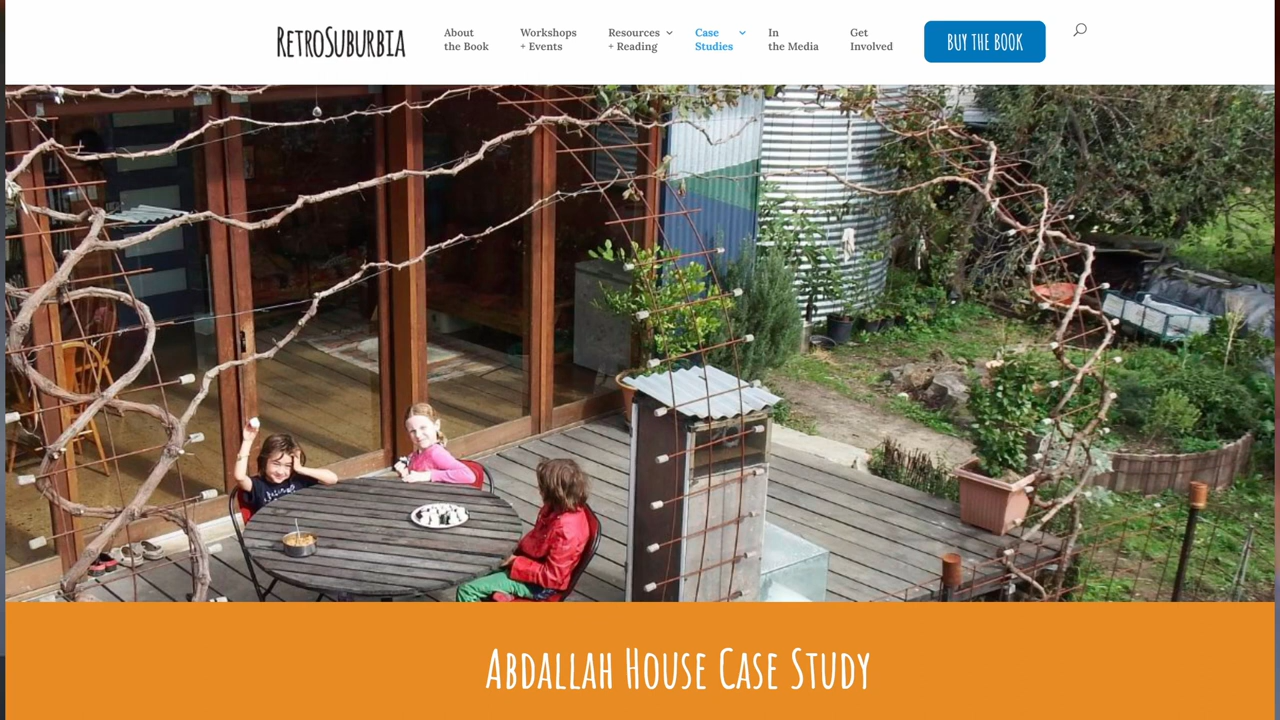 RetroSuburbia
About
the Book
Workshops
+ Events
Resources
+ Reading
Case
Studies
In
the Media
Get
Involved
Buy the Book
Abdallah House Case Study